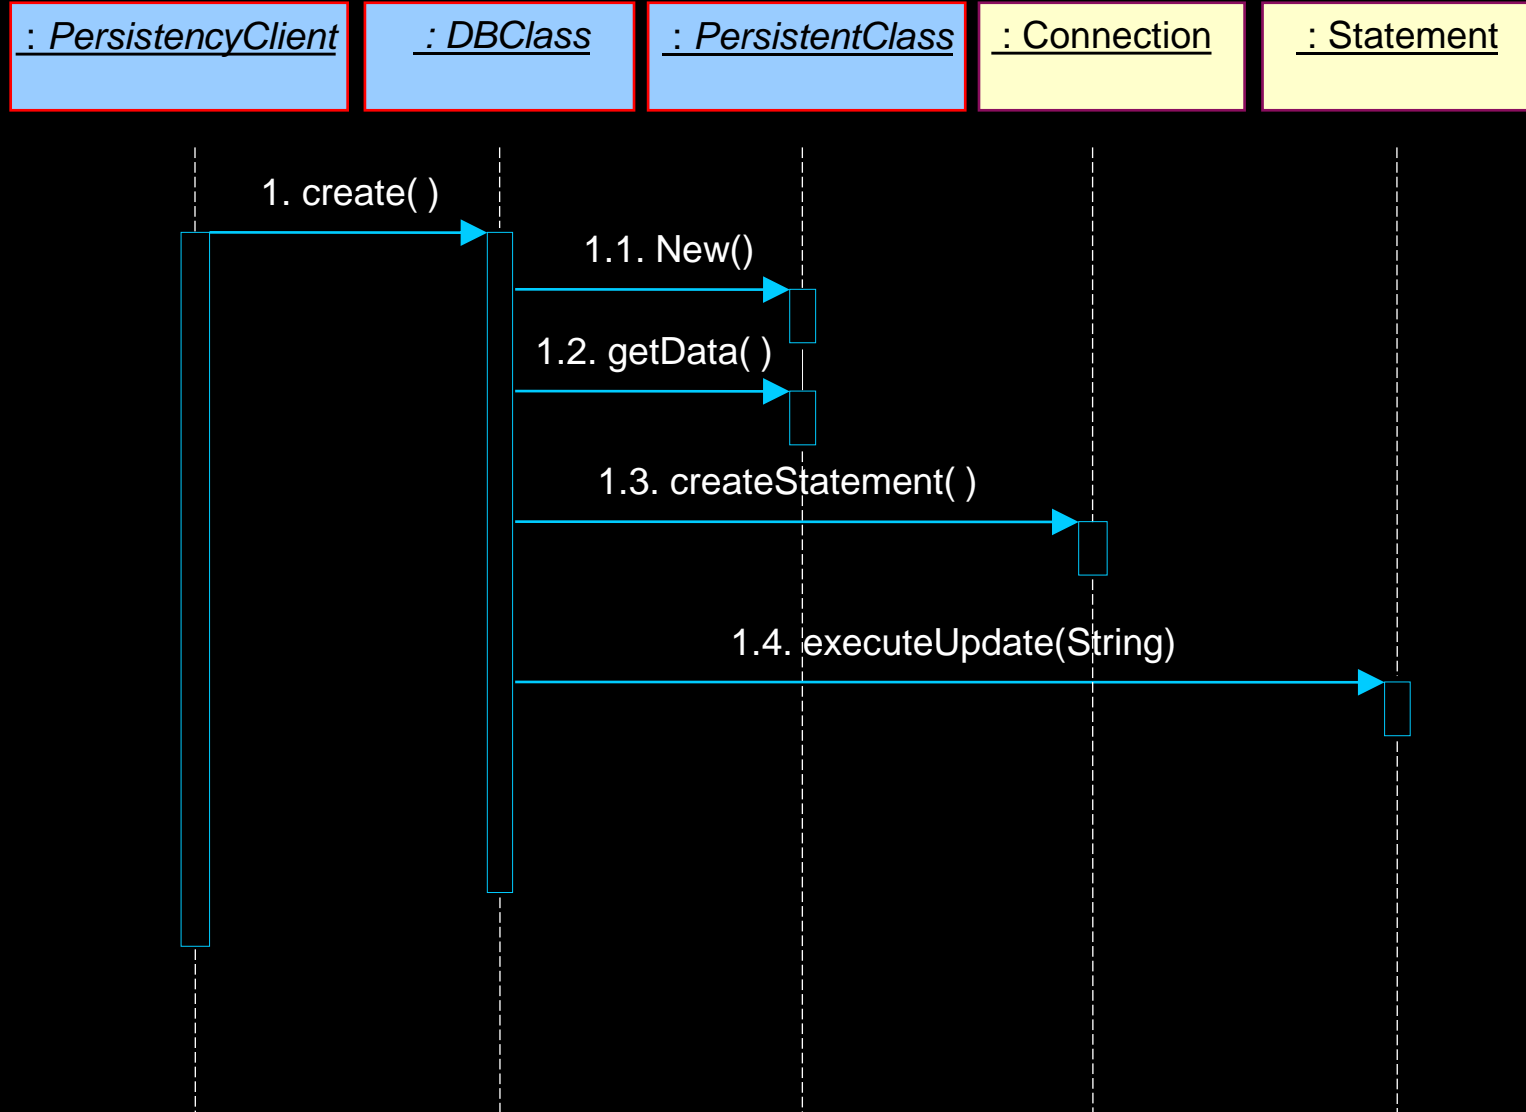 : PersistencyClient
: DBClass
: PersistentClass
: Connection
: Statement
1. create( )
1.1. New()
1.2. getData( )
1.3. createStatement( )
1.4. executeUpdate(String)